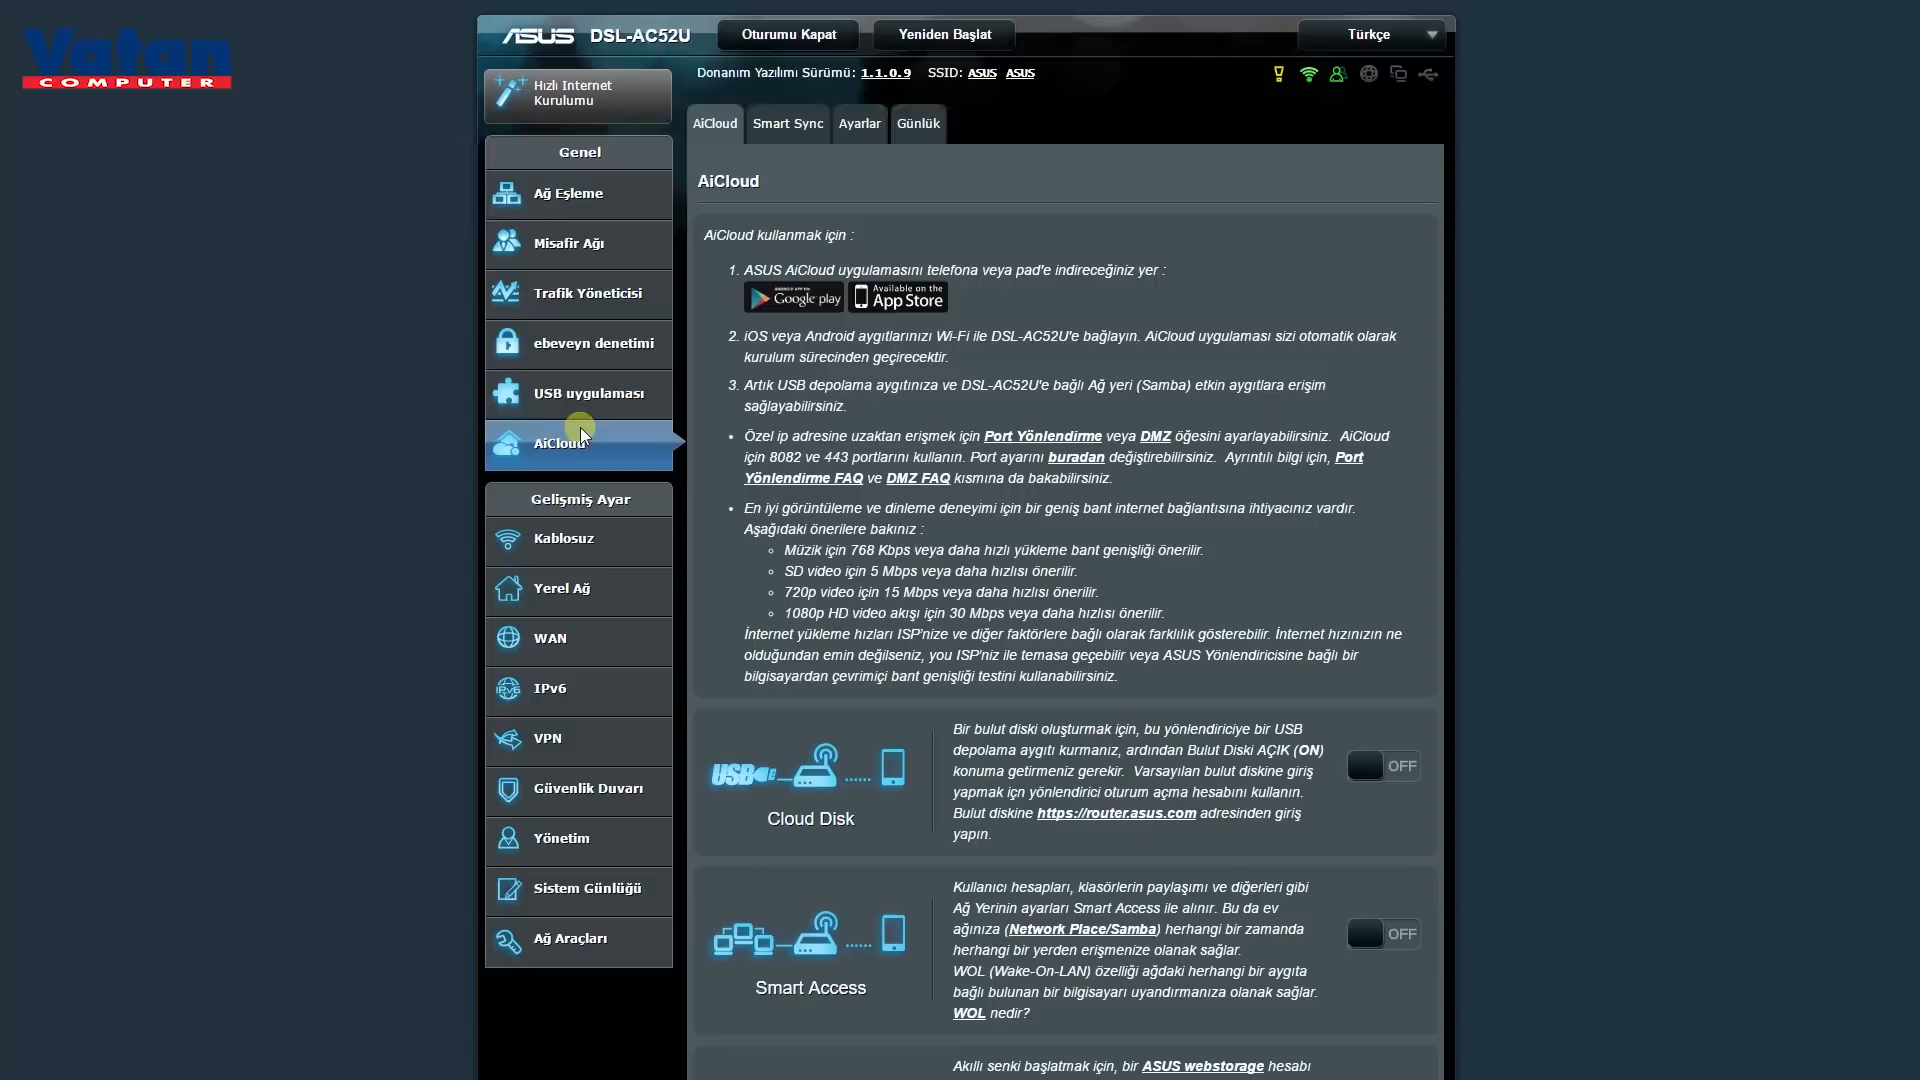 Vatan
COMPUTER
ASUS DSL-AC52U Oturumu Kapat Yeniden Başlat Türkçe
Donanım Yazılımı Sürümü: 1.1.0.9 SSID: ASUS ASUS
Hızlı Internet
Kurulumu
Genel
Ağ Eşleme
Misafir Ağı
Trafik Yöneticisi
ebeveyn denetimi
USB uygulaması
AiCloud
Gelişmiş Ayar
Kablosuz
Yerel Ağ
WAN
IPv6
IPv6
VPN
Güvenlik Duvarı
Yönetim
Sistem Günlüğü
Ağ Araçları
AiCloud Smart Sync Ayarlar Günlük
AiCloud
AiCloud kullanmak için :
1. ASUS AiCloud uygulamasını telefona veya pad'e indireceğiniz yer :
ANDROID APP ON
Google play
Available on the
App Store
2. iOS veya Android aygıtlarınızı Wi-Fi ile DSL-AC52U'e bağlayın. AiCloud uygulaması sizi otomatik olarak
kurulum sürecinden geçirecektir.
3. Artık USB depolama aygıtınıza ve DSL-AC52U'e bağlı Ağ yeri (Samba) etkin aygıtlara erişim
sağlayabilirsiniz.
• Özel ip adresine uzaktan erişmek için Port Yönlendirme veya DMZ öğesini ayarlayabilirsiniz. AiCloud
için 8082 ve 443 portlarını kullanın. Port ayarını buradan değiştirebilirsiniz. Ayrıntılı bilgi için, Port
Yönlendirme FAQ ve DMZ FAQ kısmına da bakabilirsiniz.
• En iyi görüntüleme ve dinleme deneyimi için bir geniş bant internet bağlantısına ihtiyacınız vardır.
Aşağıdaki önerilere bakınız :
◦ Müzik için 768 Kbps veya daha hızlı yükleme bant genişliği önerilir.
◦ SD video için 5 Mbps veya daha hızlısı önerilir.
◦ 720p video için 15 Mbps veya daha hızlısı önerilir.
◦ 1080p HD video akışı için 30 Mbps veya daha hızlısı önerilir.
İnternet yükleme hızları ISP'nize ve diğer faktörlere bağlı olarak farklılık gösterebilir. İnternet hızınızın ne
olduğundan emin değilseniz, you ISP'niz ile temasa geçebilir veya ASUS Yönlendiricisine bağlı bir
bilgisayardan çevrimiçi bant genişliği testini kullanabilirsiniz.
USB
Cloud Disk
Bir bulut diski oluşturmak için, bu yönlendiriciye bir USB
depolama aygıtı kurmanız, ardından Bulut Diski AÇIK (ON)
konuma getirmeniz gerekir. Varsayılan bulut diskine giriş
yapmak içn yönlendirici oturum açma hesabını kullanın.
Bulut diskine https://router.asus.com adresinden giriş
yapın.
OFF
Smart Access
Kullanıcı hesapları, klasörlerin paylaşımı ve diğerleri gibi
Ağ Yerinin ayarları Smart Access ile alınır. Bu da ev
ağınıza (Network Place/Samba) herhangi bir zamanda
herhangi bir yerden erişmenize olanak sağlar.
WOL (Wake-On-LAN) özelliği ağdaki herhangi bir aygıta
bağlı bulunan bir bilgisayarı uyandırmanıza olanak sağlar.
WOL nedir?
OFF
Akıllı senki başlatmak için, bir ASUS webstorage hesabı